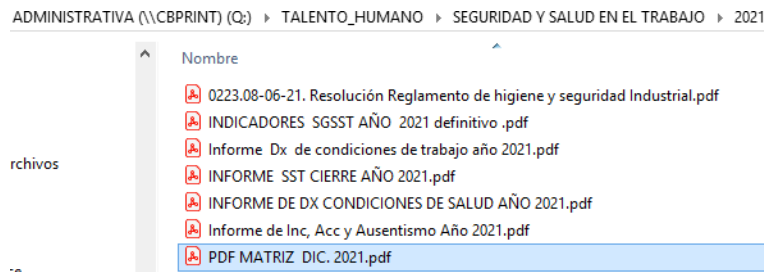 ADMINISTRATIVA (\\CBPRINT) (Q:) ▸ TALENTO_HUMANO ▸ SEGURIDAD Y SALUD EN EL TRABAJO ▸ 2021
Nombre
0223.08-06-21. Resolución Reglamento de higiene y seguridad Industrial.pdf
INDICADORES SGSST AÑO 2021 definitivo .pdf
Informe Dx de condiciones de trabajo año 2021.pdf
rchivos
INFORME SST CIERRE AÑO 2021.pdf
INFORME DE DX CONDICIONES DE SALUD AÑO 2021.pdf
Informe de Inc, Acc y Ausentismo Año 2021.pdf
PDF MATRIZ DIC. 2021.pdf